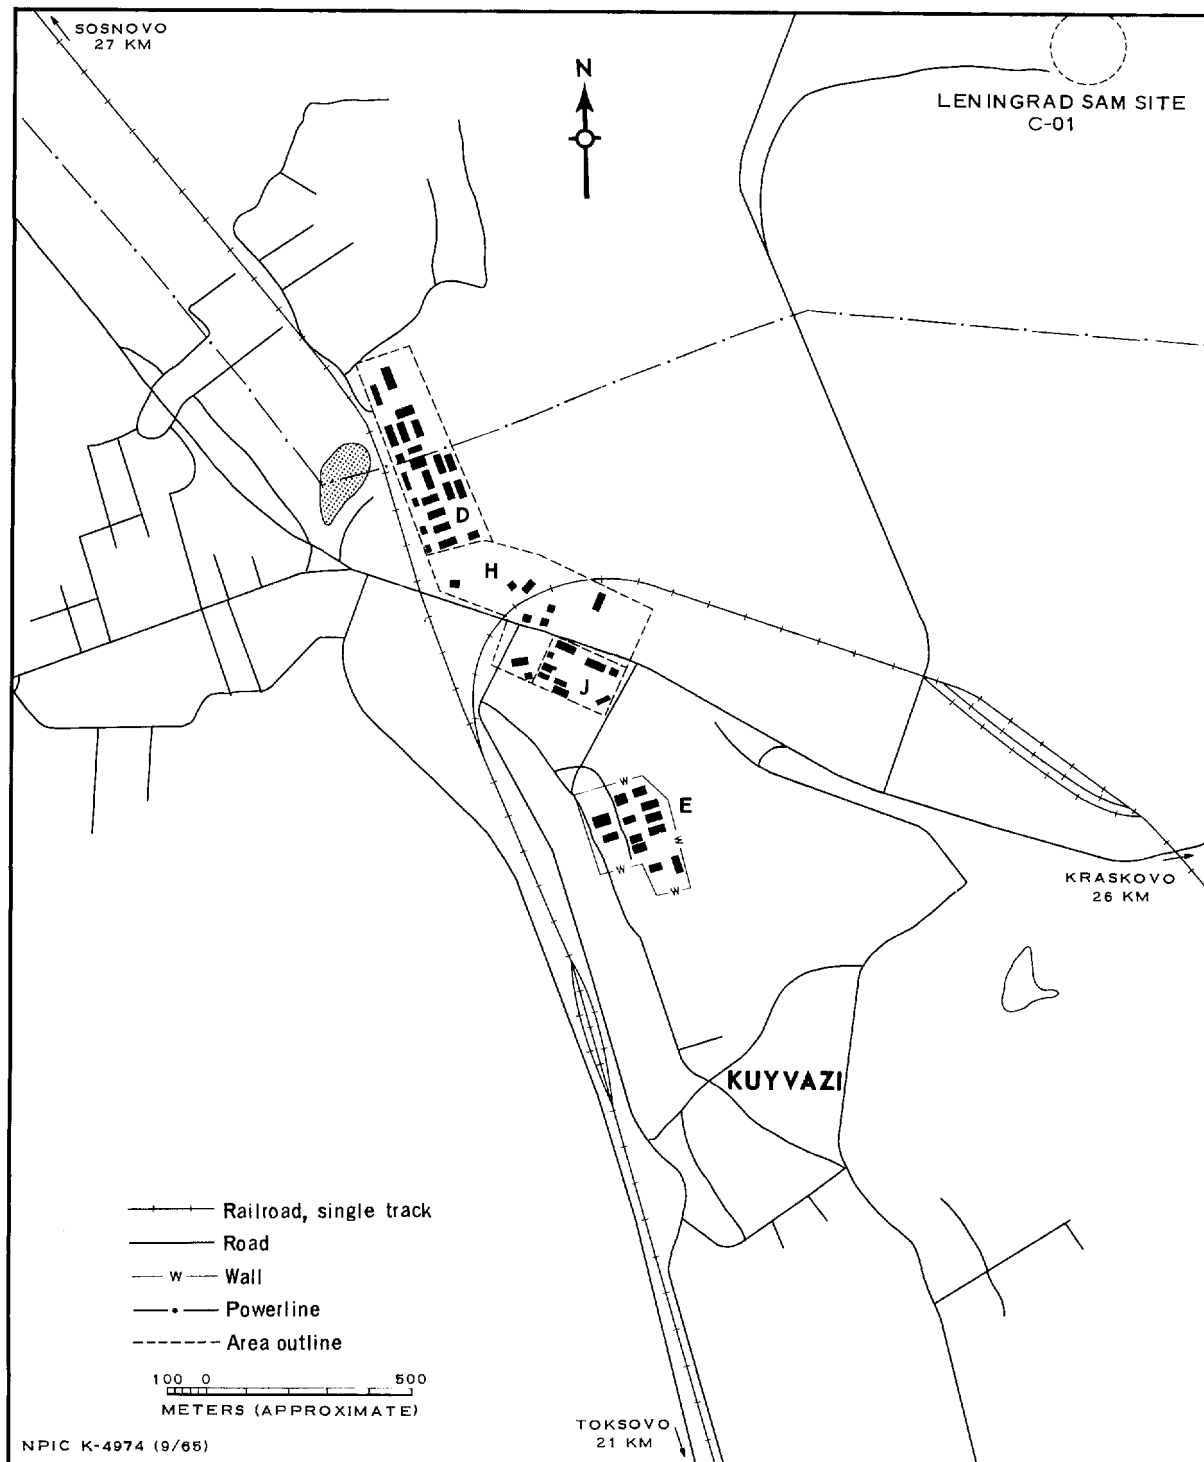 SOSNOVO
27 KM
N
LENINGRAD SAM SITE
C-01
D
H
J
W
E
W
W
W
KRASKOVO
26 KM
KUYVAZI
Railroad, single track
Road
W Wall
Powerline
Area outline
100 0 500
METERS (APPROXIMATE)
TOKSOVO
21 KM
NPIC K-4974 (9/65)